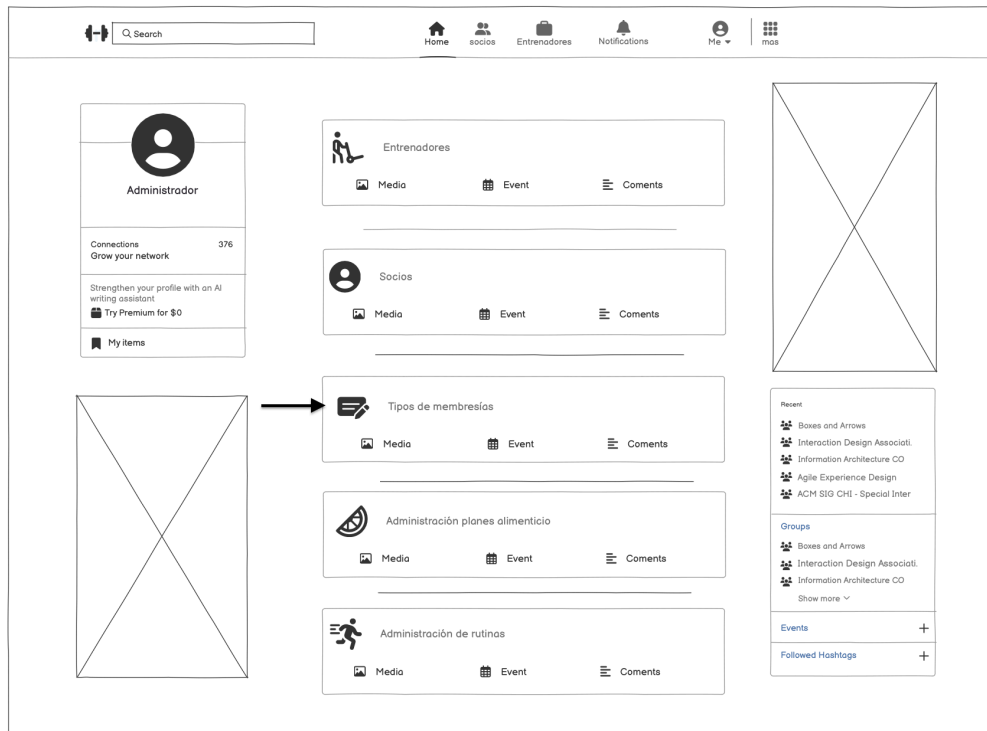 Search
Home
socios
Entrenadores
Notifications
Me
mas
Administrador
Connections 376
Grow your network
Strengthen your profile with an AI
writing assistant
Try Premium for $0
My items
Entrenadores
Media Event Coments
Socios
Media Event Coments
Tipos de membresías
Media Event Coments
Administración planes alimenticio
Media Event Coments
Administración de rutinas
Media Event Coments
Recent
Boxes and Arrows
Interaction Design Associati.
Information Architecture CO
Agile Experience Design
ACM SIG CHI - Special Inter
Groups
Boxes and Arrows
Interaction Design Associati.
Information Architecture CO
Show more
Events
Followed Hashtags